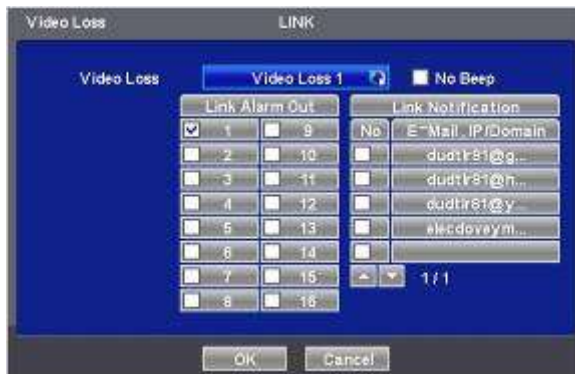 Video Loss LINK
Video Loss Video Loss 1 No Beep
Link Alarm Out Link Notification
1 9 No E-Mail, IP/Domain
2 10 dudtlr81@g...
3 11 dudtlr81@h...
4 12 dudtlr81@y...
5 13 elecdoveym...
6 14
7 15 1/1
8 16
OK Cancel